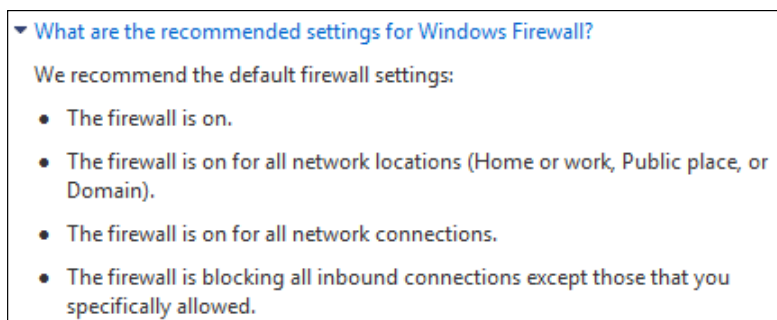 What are the recommended settings for Windows Firewall?
We recommend the default firewall settings:
● The firewall is on.
● The firewall is on for all network locations (Home or work, Public place, or
Domain).
● The firewall is on for all network connections.
● The firewall is blocking all inbound connections except those that you
specifically allowed.